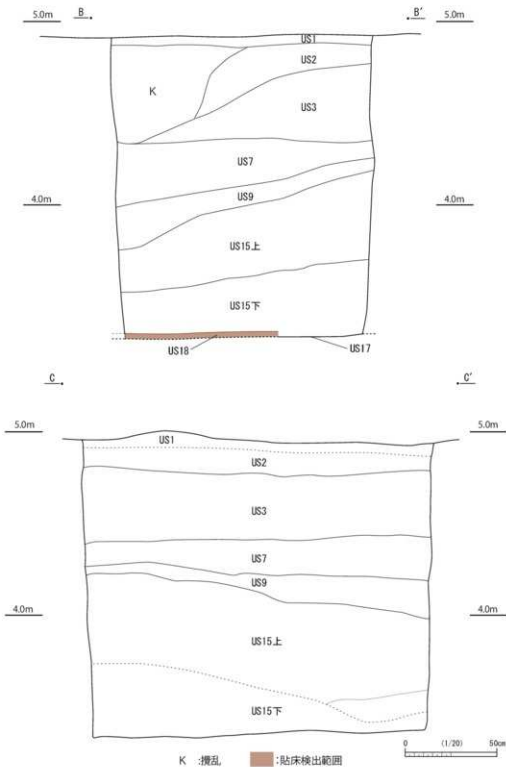 B B'
5.0m 5.0m
US1
US2
K
US3
US7
4.0m 4.0m
US9
US15上
US15下
US18 US17
C C'
5.0m 5.0m
US1
US2
US3
US7
US9
4.0m 4.0m
US15上
US15下
0 (1/20) 50cm
K :攪乱 :貼床検出範囲